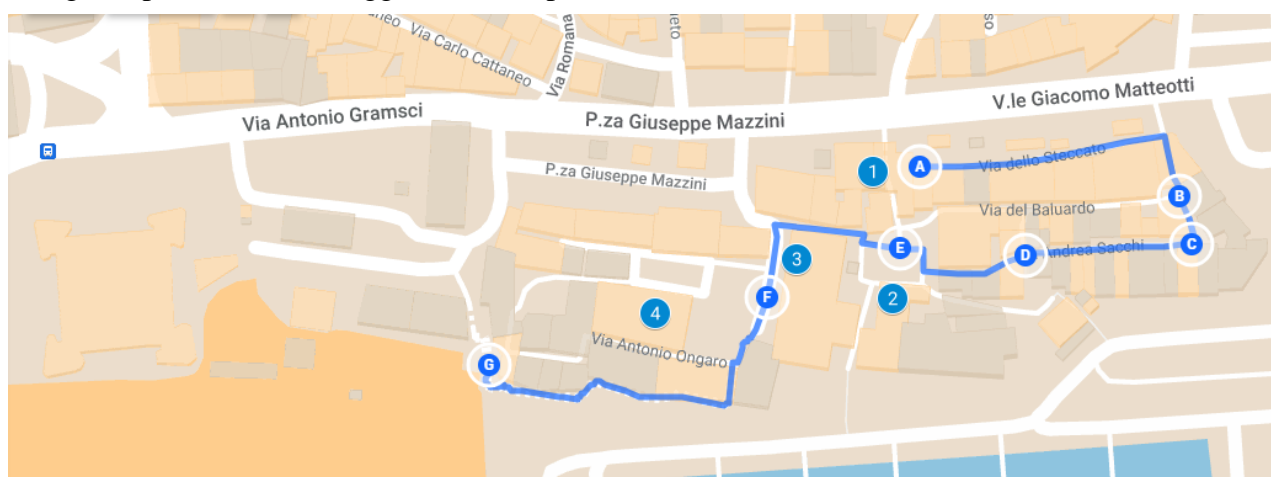 Via Carlo Cattaneo
Via Romana
Via Antonio Gramsci
P.za Giuseppe Mazzini
V.le Giacomo Matteotti
P.za Giuseppe Mazzini
1
A
Via dello Steccato
B
Via del Baluardo
C
E
D
Andrea Sacchi
3
2
F
4
Via Antonio Ongaro
G